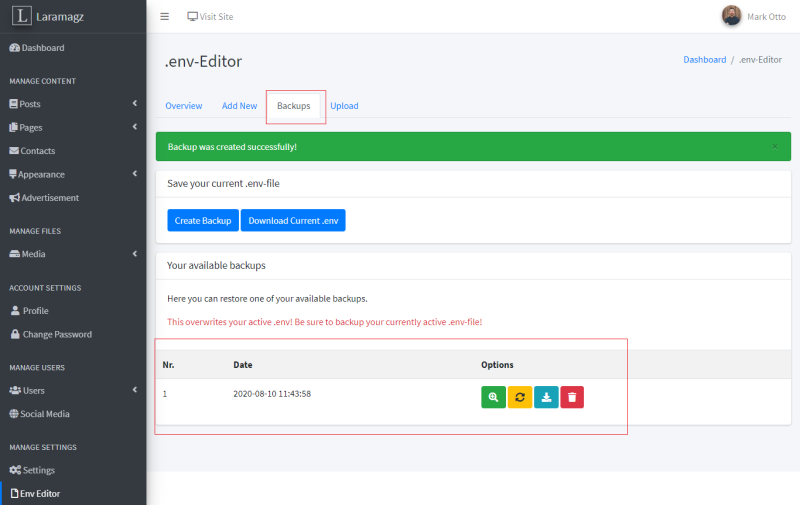 L Laramagz
Visit Site
Mark Otto
Dashboard
MANAGE CONTENT
Posts
Pages
Contacts
Appearance
Advertisement
MANAGE FILES
Media
ACCOUNT SETTINGS
Profile
Change Password
MANAGE USERS
Users
Social Media
MANAGE SETTINGS
Settings
Env Editor
.env-Editor
Dashboard / .env-Editor
Overview Add New Backups Upload
Backup was created successfully! ×
Save your current .env-file
Create Backup Download Current .env
Your available backups
Here you can restore one of your available backups.
This overwrites your active .env! Be sure to backup your currently active .env-file!
Nr. Date Options
1 2020-08-10 11:43:58